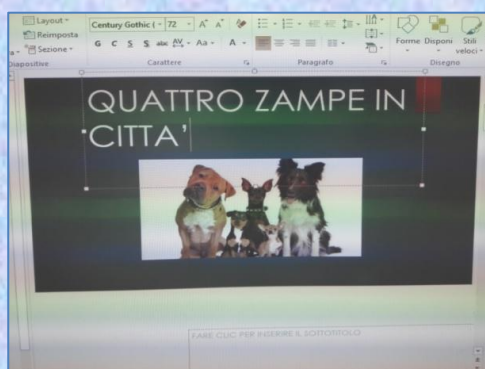 Layout
Century Gothic (
72
A
A
Reimposta
Sezione
G C S S abc AV Aa A
Forme Disponi Stili
veloci
Diapositive
Carattere
Paragrafo
Disegno
QUATTRO ZAMPE IN
CITTA'
FARE CLIC PER INSERIRE IL SOTTOTITOLO